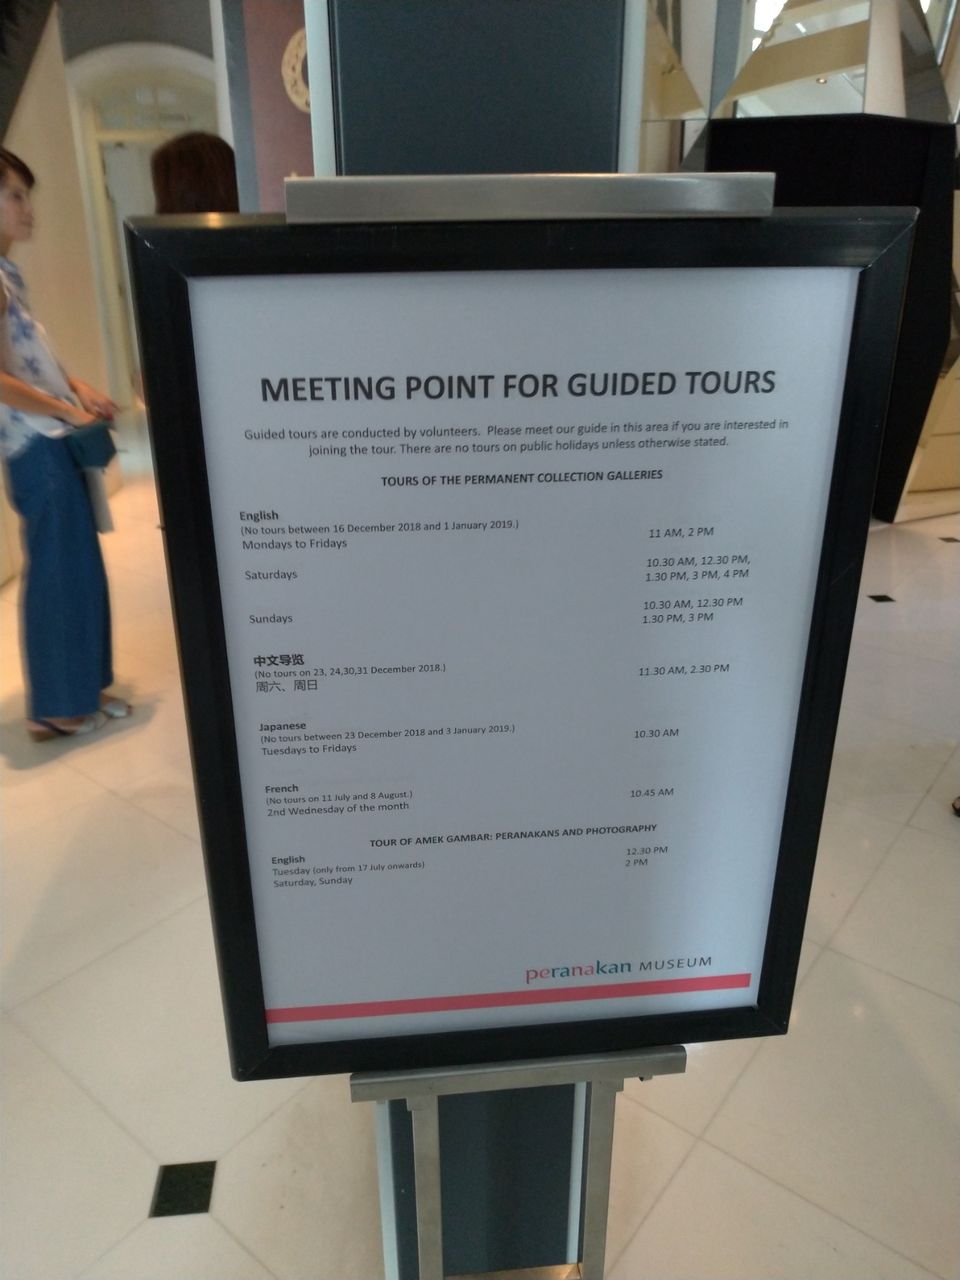 MEETING POINT FOR GUIDED TOURS
Guided tours are conducted by volunteers. Please meet our guide in this area if you are interested in
joining the tour. There are no tours on public holidays unless otherwise stated.
TOURS OF THE PERMANENT COLLECTION GALLERIES
English
(No tours between 16 December 2018 and 1 January 2019.)
Mondays to Fridays 11 AM, 2 PM
Saturdays 10.30 AM, 12.30 PM,
1.30 PM, 3 PM, 4 PM
Sundays 10.30 AM, 12.30 PM
1.30 PM, 3 PM
中文导览
(No tours on 23, 24,30,31 December 2018.)
周六、周日 11.30 AM, 2.30 PM
Japanese
(No tours between 23 December 2018 and 3 January 2019.)
Tuesdays to Fridays 10.30 AM
French
(No tours on 11 July and 8 August.)
2nd Wednesday of the month 10.45 AM
TOUR OF AMEK GAMBAR: PERANAKANS AND PHOTOGRAPHY
English
Tuesday (only from 17 July onwards) 12.30 PM
Saturday, Sunday 2 PM
peranakan MUSEUM